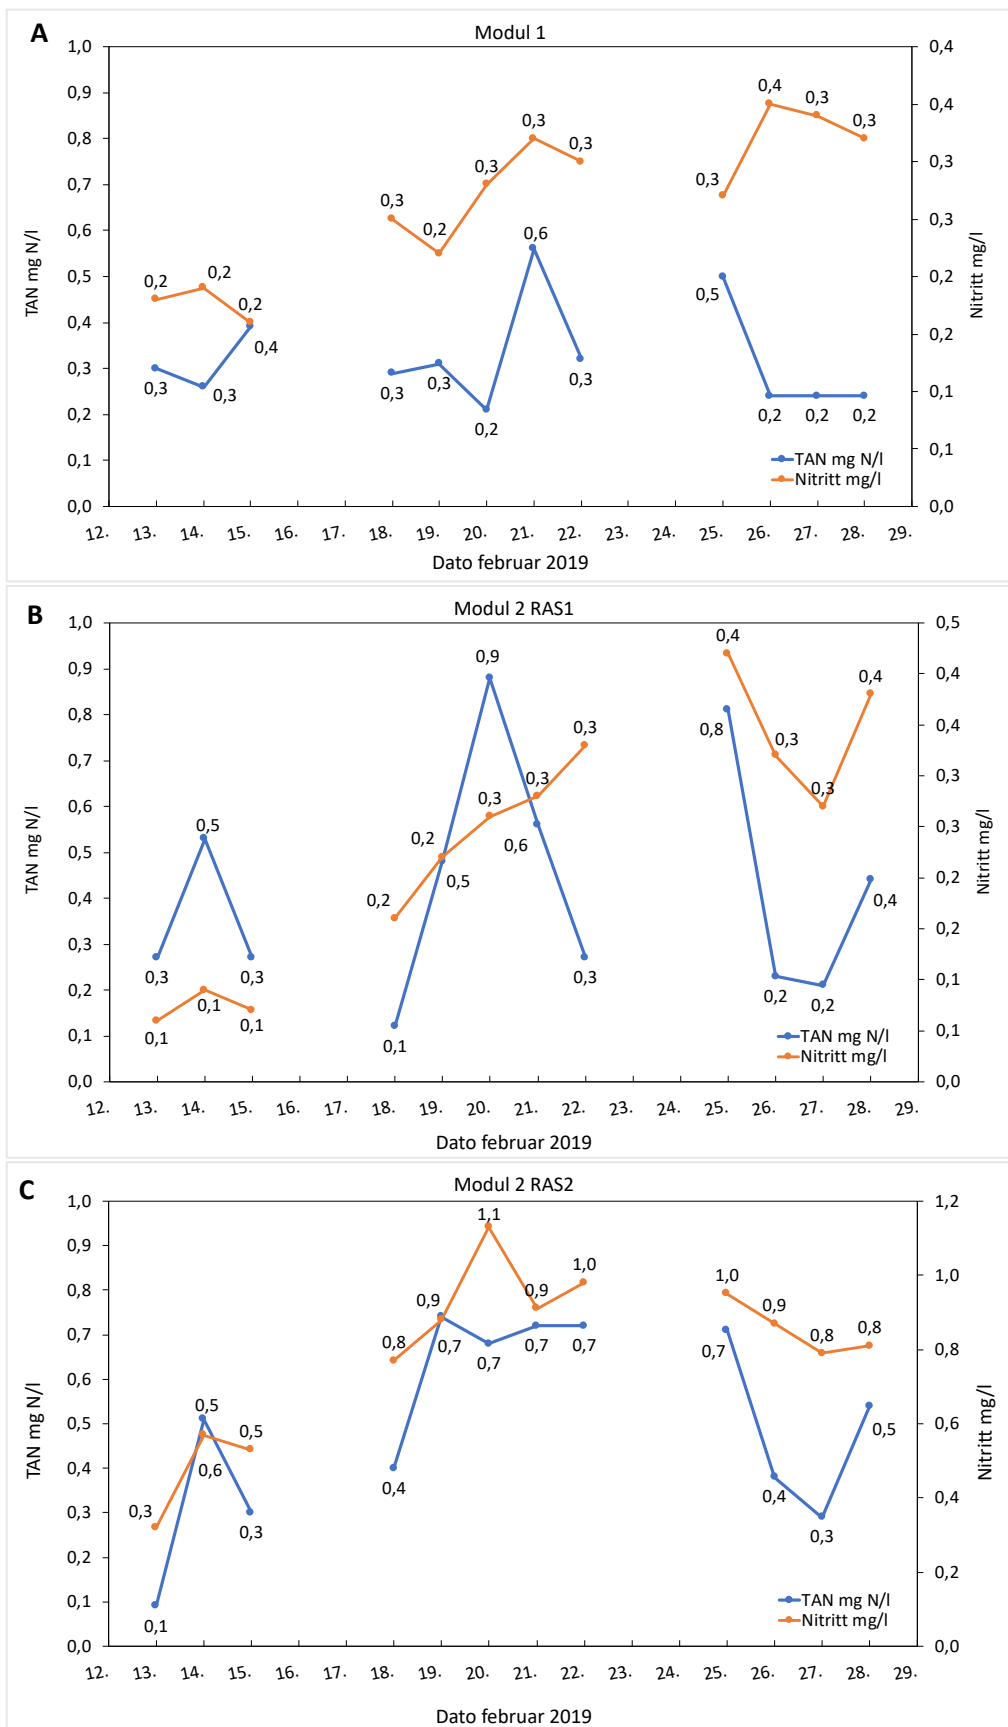 A
Modul 1
1,0
0,9
0,8
0,7
0,6
0,5
0,4
0,3
0,2
0,1
0,0
TAN mg N/l
0,4
0,4
0,3
0,3
0,2
0,2
0,1
0,1
0,0
Nitritt mg/l
0,2 0,2 0,2
0,3 0,2 0,3 0,3 0,3
0,3 0,4 0,3 0,3
0,3 0,3 0,4
0,3 0,3 0,2 0,6 0,3
0,5 0,2 0,2 0,2
TAN mg N/l
Nitritt mg/l
12. 13. 14. 15. 16. 17. 18. 19. 20. 21. 22. 23. 24. 25. 26. 27. 28. 29.
Dato februar 2019
B
Modul 2 RAS1
1,0
0,9
0,8
0,7
0,6
0,5
0,4
0,3
0,2
0,1
0,0
TAN mg N/l
0,5
0,4
0,4
0,3
0,3
0,2
0,2
0,1
0,1
0,0
Nitritt mg/l
0,3 0,5 0,3
0,1 0,5 0,9 0,6 0,3
0,8 0,2 0,2 0,4
0,1 0,1 0,1
0,2 0,2 0,3 0,3 0,3
0,4 0,3 0,3 0,4
TAN mg N/l
Nitritt mg/l
12. 13. 14. 15. 16. 17. 18. 19. 20. 21. 22. 23. 24. 25. 26. 27. 28. 29.
Dato februar 2019
C
Modul 2 RAS2
1,0
0,9
0,8
0,7
0,6
0,5
0,4
0,3
0,2
0,1
0,0
TAN mg N/l
1,2
1,0
0,8
0,6
0,4
0,2
0,0
Nitritt mg/l
0,3 0,6 0,5
0,8 0,9 1,1 0,9 1,0
1,0 0,9 0,8 0,8
0,1 0,5 0,3
0,4 0,7 0,7 0,7 0,7
0,7 0,4 0,3 0,5
TAN mg N/l
Nitritt mg/l
12. 13. 14. 15. 16. 17. 18. 19. 20. 21. 22. 23. 24. 25. 26. 27. 28. 29.
Dato februar 2019